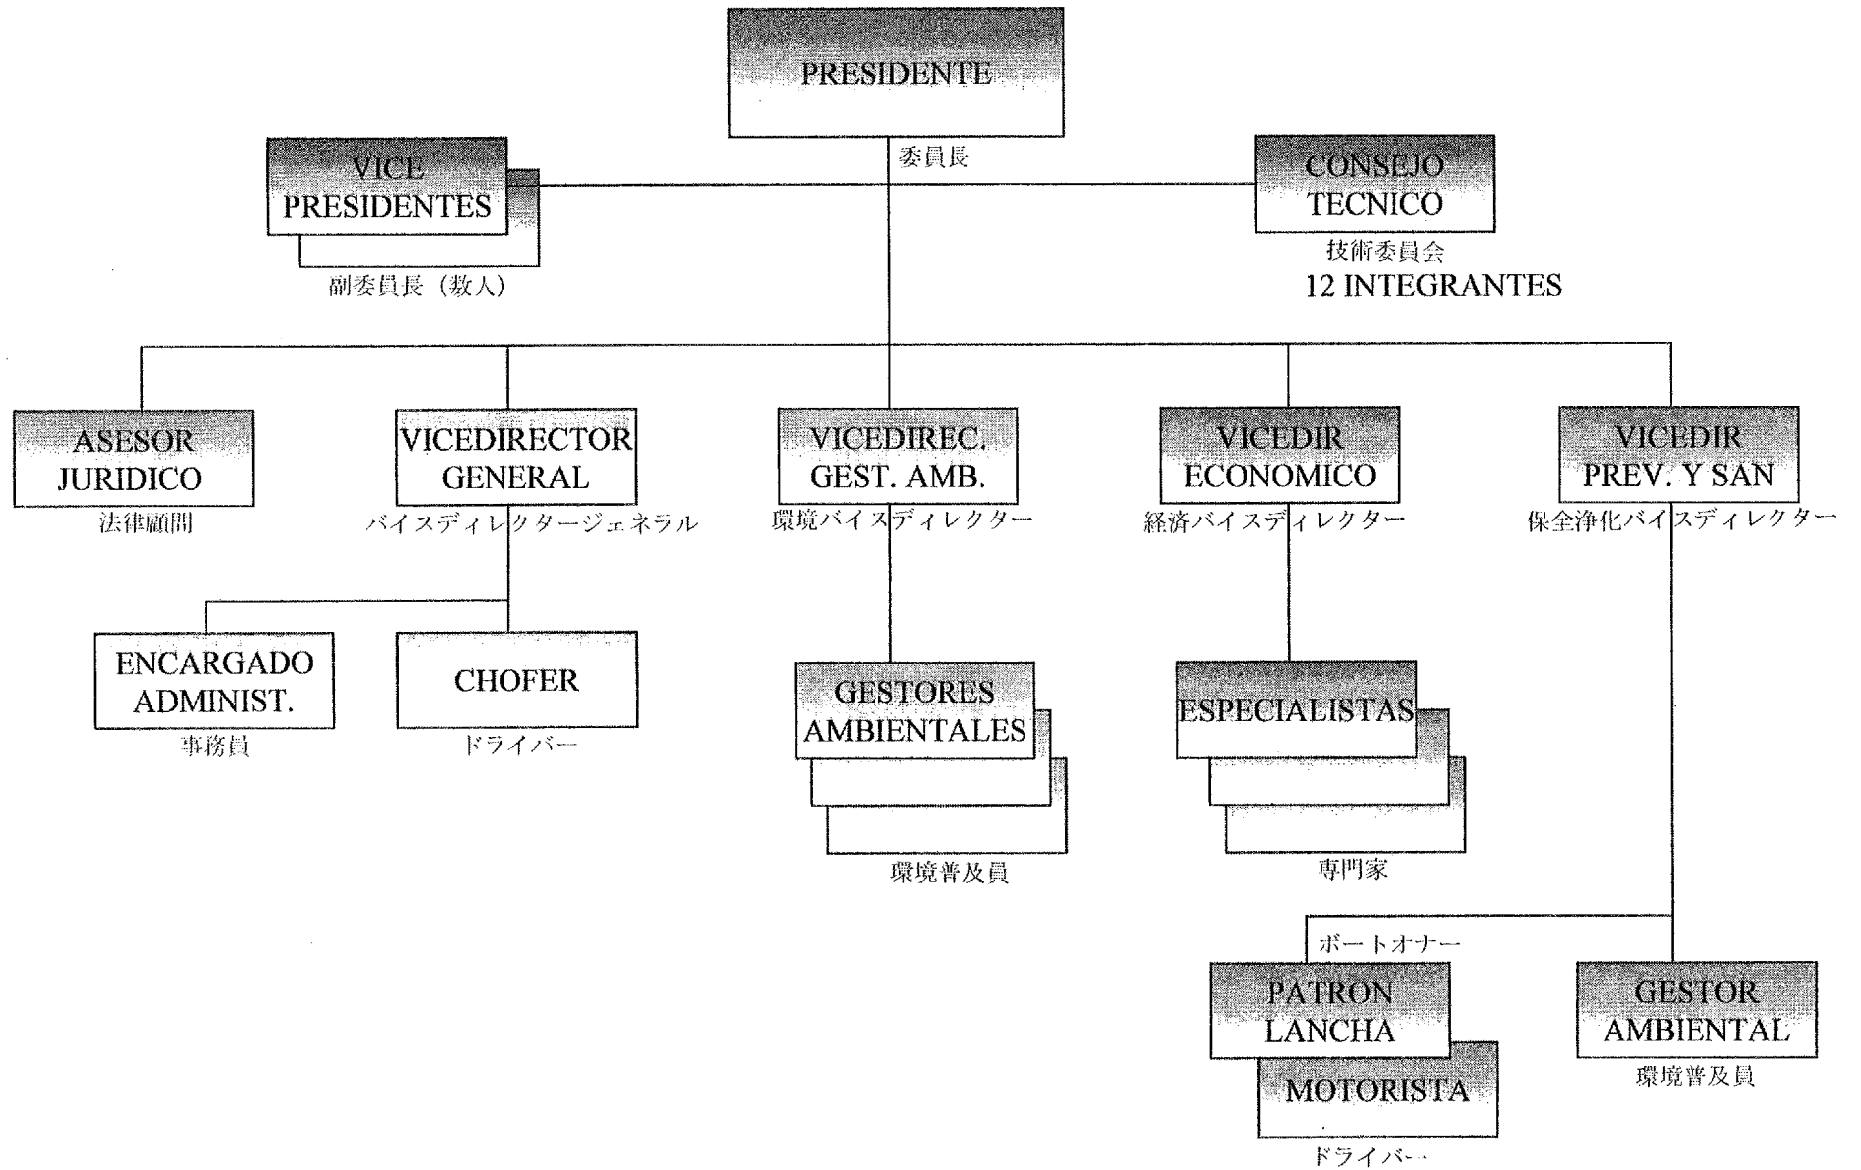 PRESIDENTE
委員長
VICE
PRESIDENTES
副委員長（数人）
CONSEJO
TECNICO
技術委員会
12 INTEGRANTES
ASESOR
JURIDICO
法律顧問
VICEDIRECTOR
GENERAL
バイスディレクタージェネラル
VICEDIREC.
GEST. AMB.
環境バイスディレクター
VICEDIR
ECONOMICO
経済バイスディレクター
VICEDIR
PREV. Y SAN
保全浄化バイスディレクター
ENCARGADO
ADMINIST.
事務員
CHOFER
ドライバー
GESTORES
AMBIENTALES
環境普及員
ESPECIALISTAS
専門家
ボートオナー
PATRON
LANCHA
MOTORISTA
ドライバー
GESTOR
AMBIENTAL
環境普及員